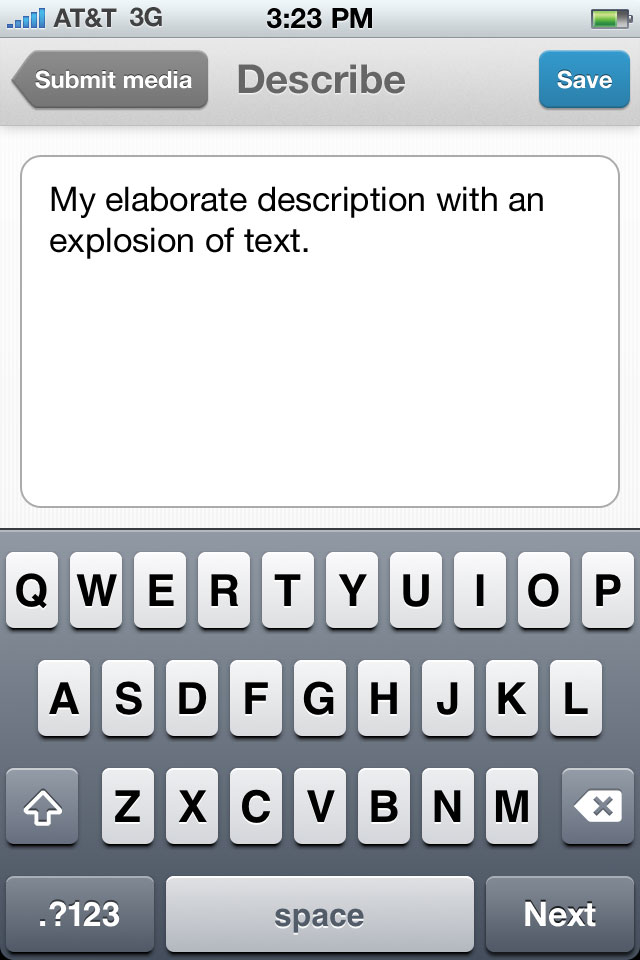 AT&T 3G 3:23 PM
Submit media Describe Save
My elaborate description with an
explosion of text.
Q W E R T Y U I O P
A S D F G H J K L
Z X C V B N M
.?123 space Next